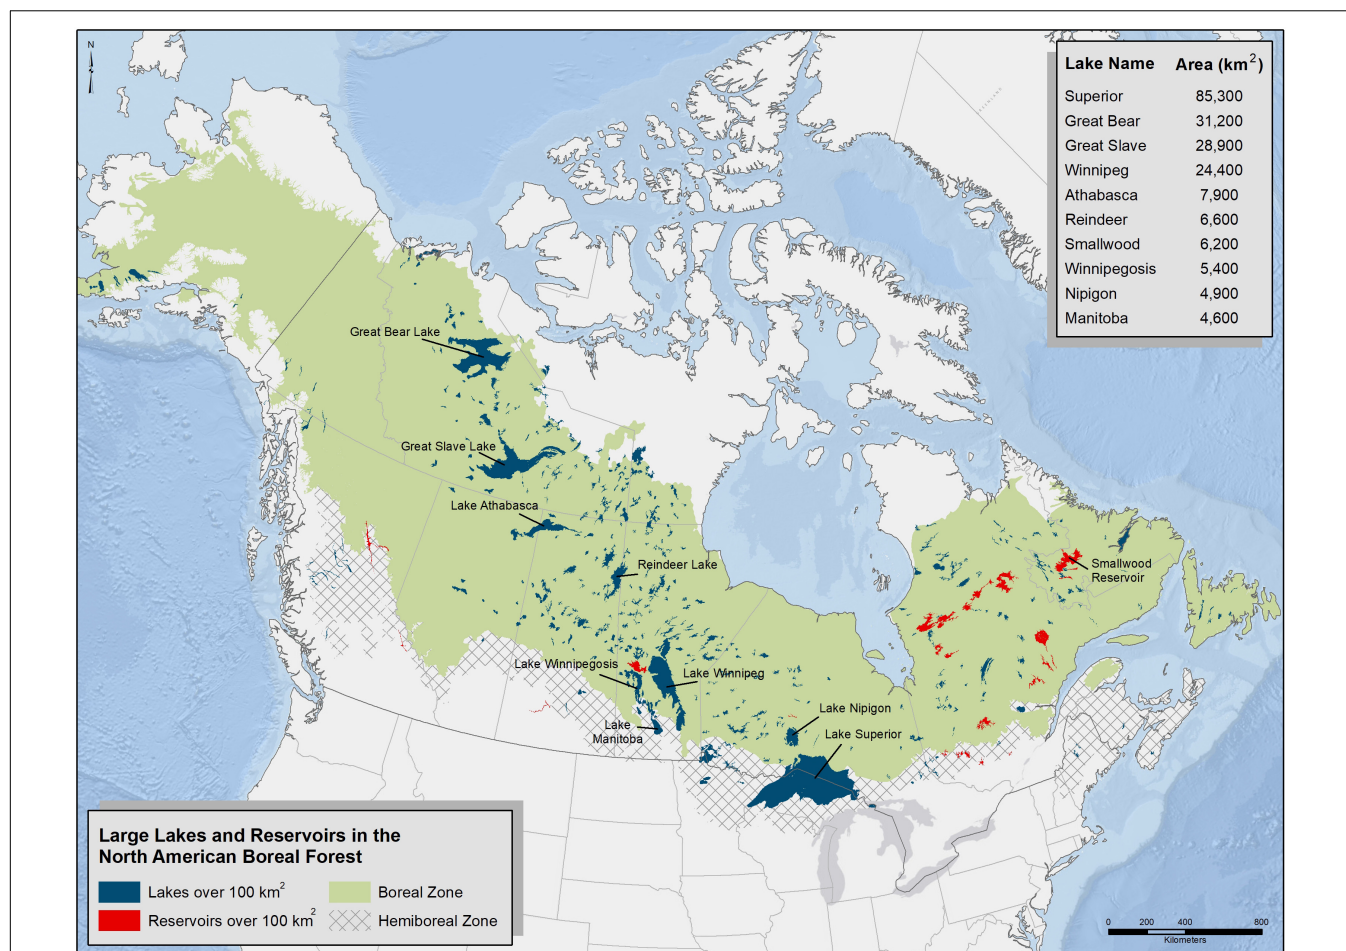 N
Lake Name Area (km2)
Superior 85,300
Great Bear 31,200
Great Slave 28,900
Winnipeg 24,400
Athabasca 7,900
Reindeer 6,600
Smallwood 6,200
Winnipegosis 5,400
Nipigon 4,900
Manitoba 4,600
Great Bear Lake
Great Slave Lake
Lake Athabasca
Reindeer Lake
Smallwood
Reservoir
Lake Winnipegosis
Lake Winnipeg
Lake
Manitoba
Lake Nipigon
Lake Superior
Large Lakes and Reservoirs in the
North American Boreal Forest
Lakes over 100 km2
Boreal Zone
Reservoirs over 100 km2
Hemiboreal Zone
0 200 400 800
Kilometers